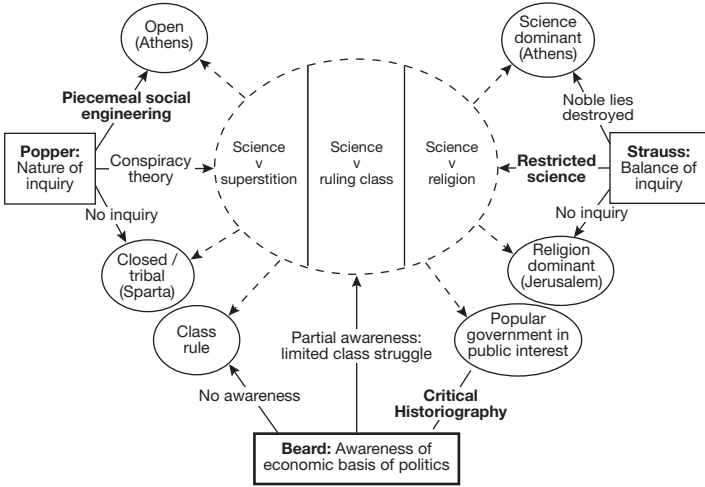 Open
(Athens)
Science
dominant
(Athens)
Piecemeal social
engineering
Noble lies
destroyed
Popper:
Nature of
inquiry
Conspiracy
theory
Science
v
superstition
Science
v
ruling class
Science
v
religion
Restricted
science
Strauss:
Balance of
inquiry
No inquiry
No inquiry
Closed /
tribal
(Sparta)
Religion
dominant
(Jerusalem)
Class
rule
Partial awareness:
limited class struggle
Popular
government in
public interest
No awareness
Critical
Historiography
Beard: Awareness of
economic basis of politics